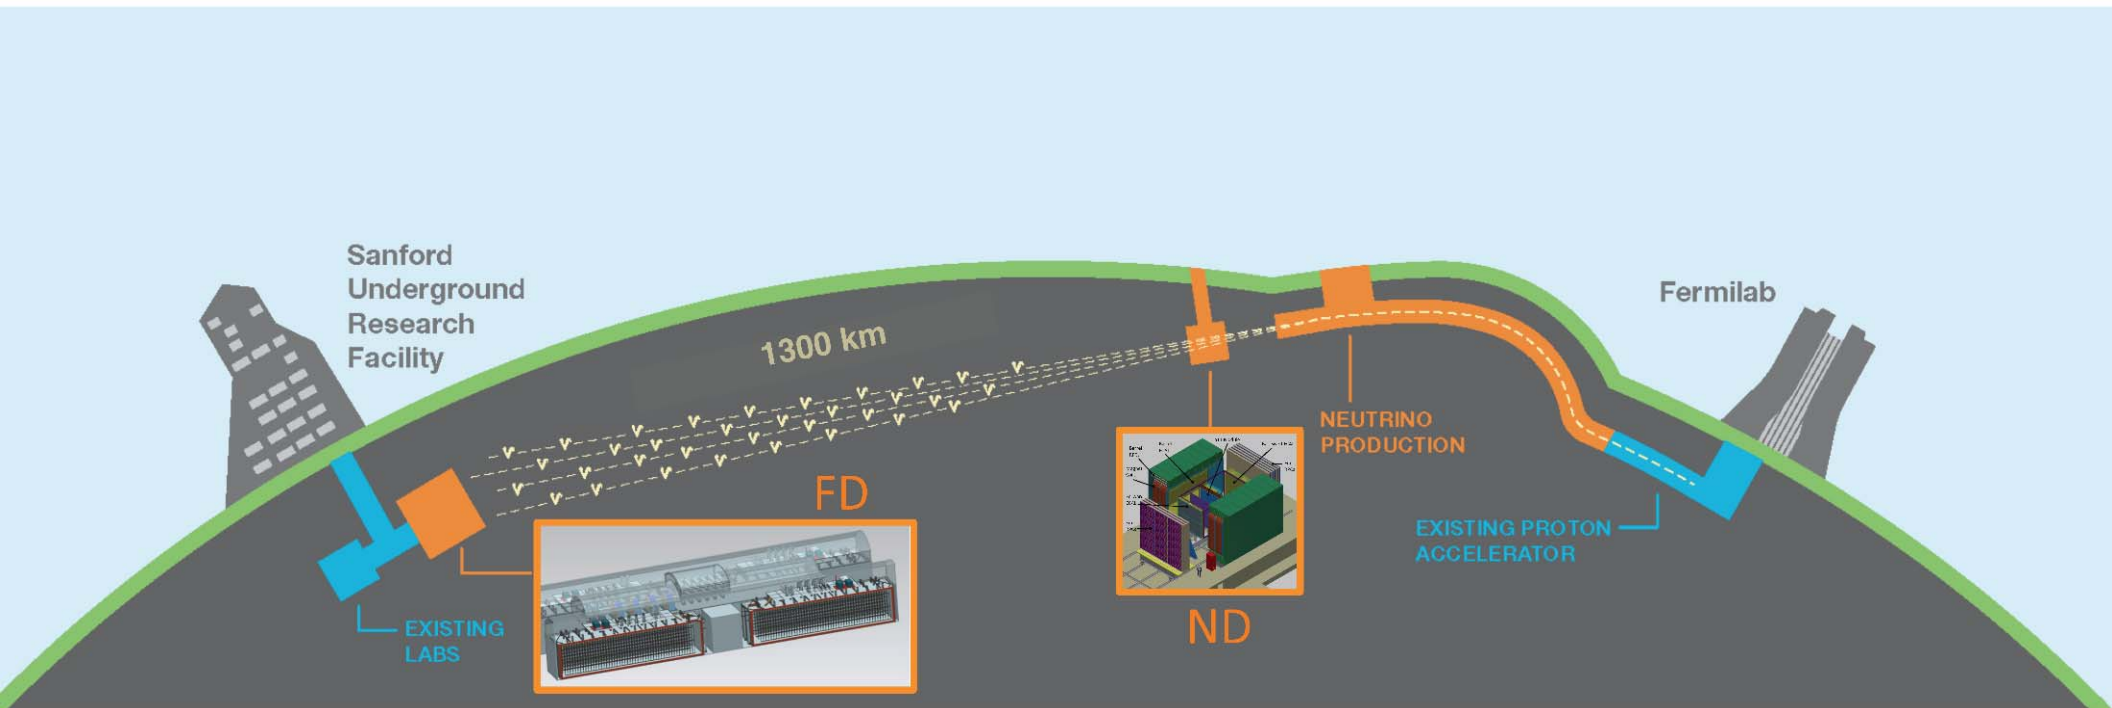 Sanford
Underground
Research
Facility
1300 km
Fermilab
NEUTRINO
PRODUCTION
FD
EXISTING PROTON
ACCELERATOR
ND
EXISTING
LABS